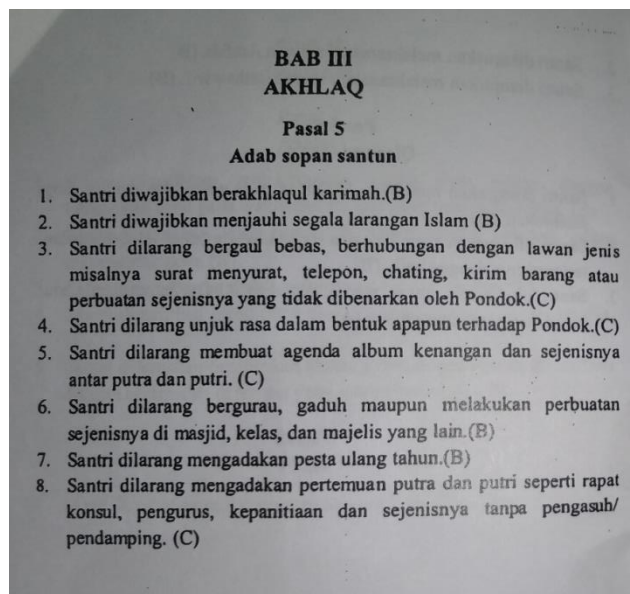 BAB III
AKHLAQ
Pasal 5
Adab sopan santun
1. Santri diwajibkan berakhlaqul karimah.(B)
2. Santri diwajibkan menjauhi segala larangan Islam (B)
3. Santri dilarang bergaul bebas, berhubungan dengan lawan jenis
misalnya surat menyurat, telepon, chating, kirim barang atau
perbuatan sejenisnya yang tidak dibenarkan oleh Pondok.(C)
4. Santri dilarang unjuk rasa dalam bentuk apapun terhadap Pondok.(C)
5. Santri dilarang membuat agenda album kenangan dan sejenisnya
antar putra dan putri. (C)
6. Santri dilarang bergurau, gaduh maupun melakukan perbuatan
sejenisnya di masjid, kelas, dan majelis yang lain.(B)
7. Santri dilarang mengadakan pesta ulang tahun.(B)
8. Santri dilarang mengadakan pertemuan putra dan putri seperti rapat
konsul, pengurus, kepanitiaan dan sejenisnya tanpa pengasuh/
pendamping. (C)